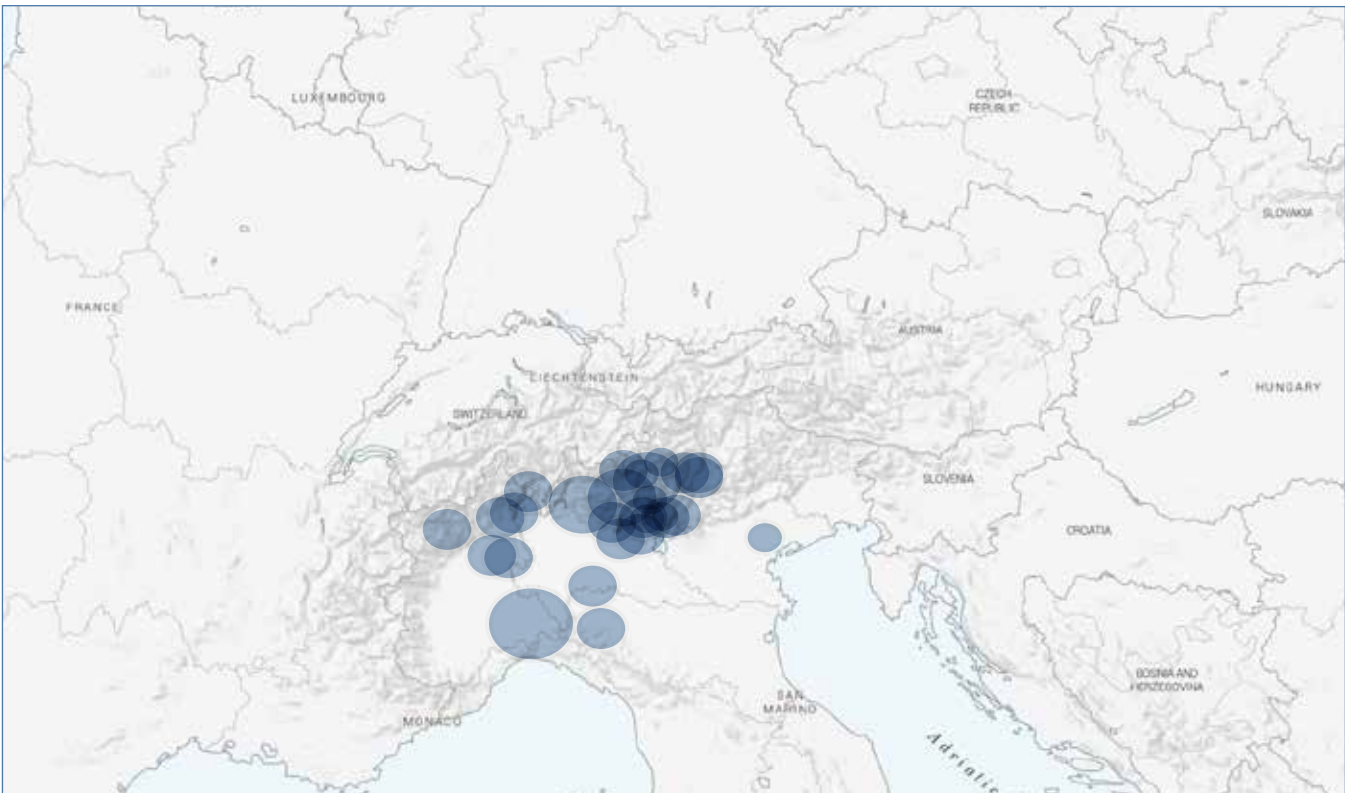 LUXEMBOURG
CZECH
REPUBLIC
SLOVAKIA
FRANCE
AUSTRIA
LIECHTENSTEIN
HUNGARY
SWITZERLAND
SLOVENIA
CROATIA
BOSNIA AND
HERZEGOVINA
SAN
MARINO
MONACO
Adriatic